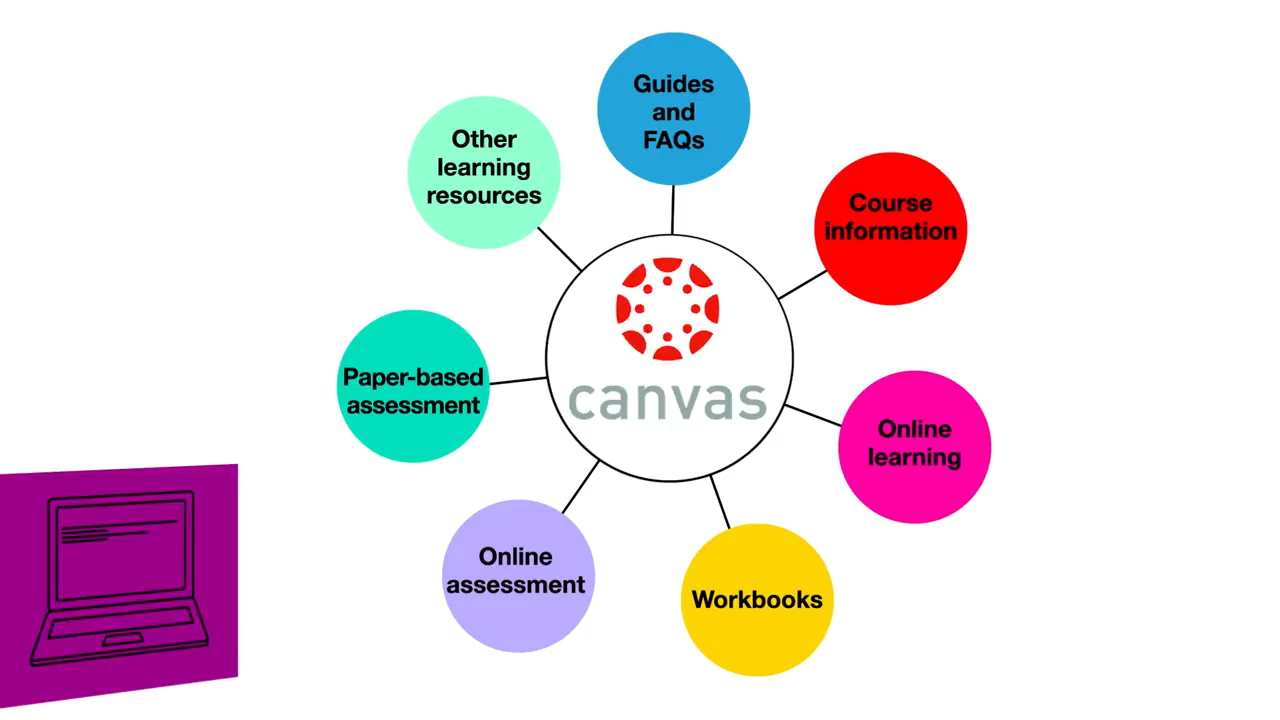 Guides
and
FAQs
Course
information
Online
learning
Workbooks
Online
assessment
Paper-based
assessment
Other
learning
resources
canvas